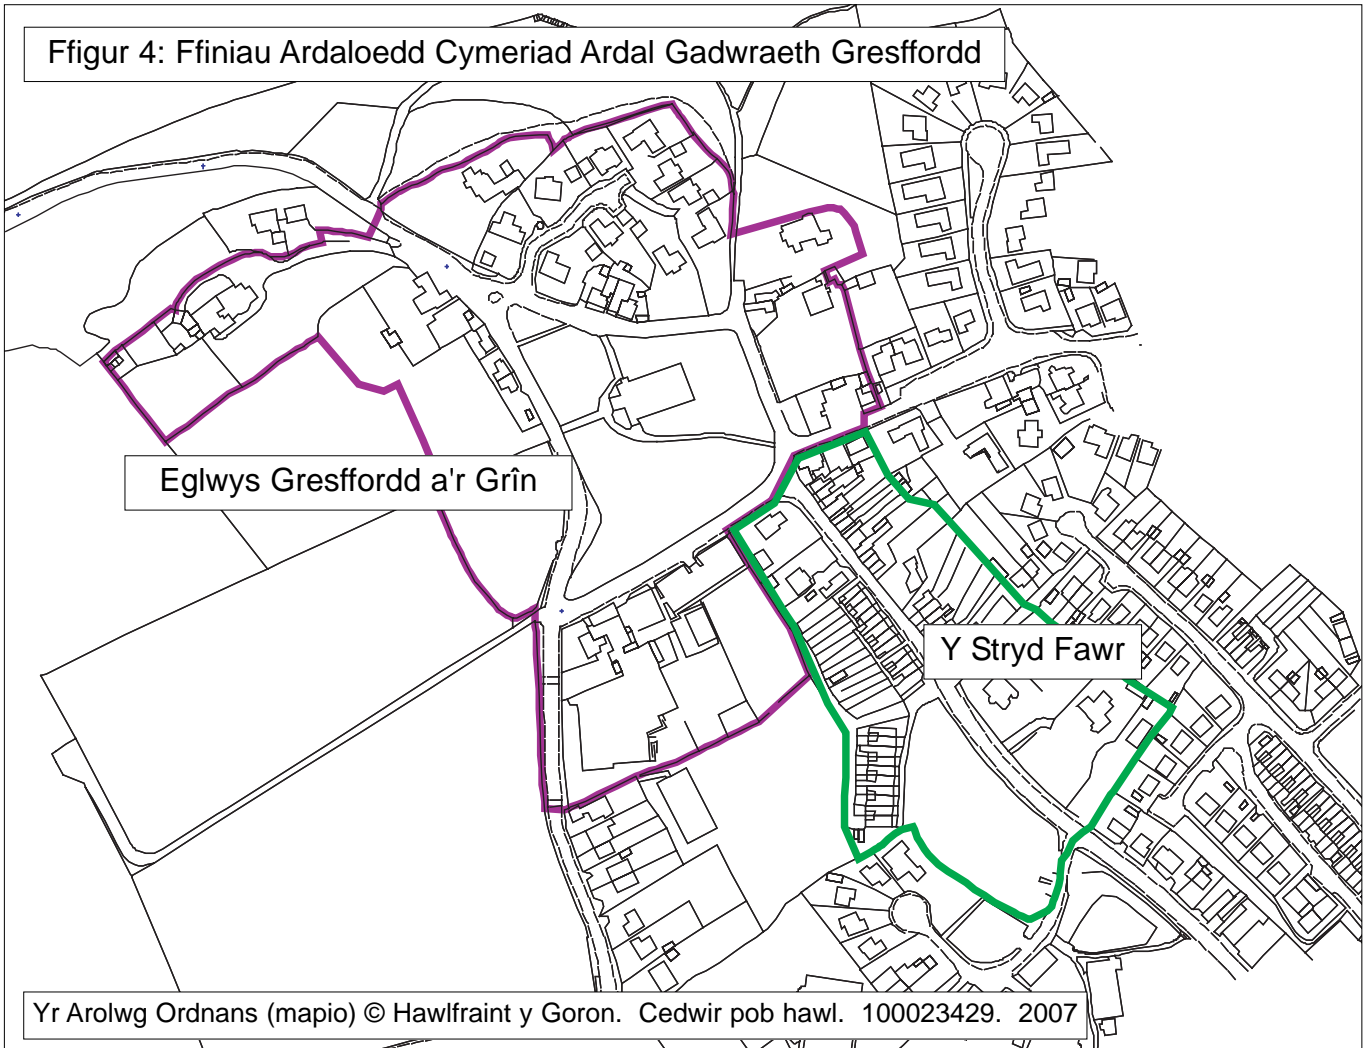 Ffigur 4: Ffiniau Ardaloedd Cymeriad Ardal Gadwraeth Gresffordd
Eglwys Gresffordd a'r Grîn
Y Stryd Fawr
Yr Arolwg Ordnans (mapio) © Hawlfraint y Goron. Cedwir pob hawl. 100023429. 2007